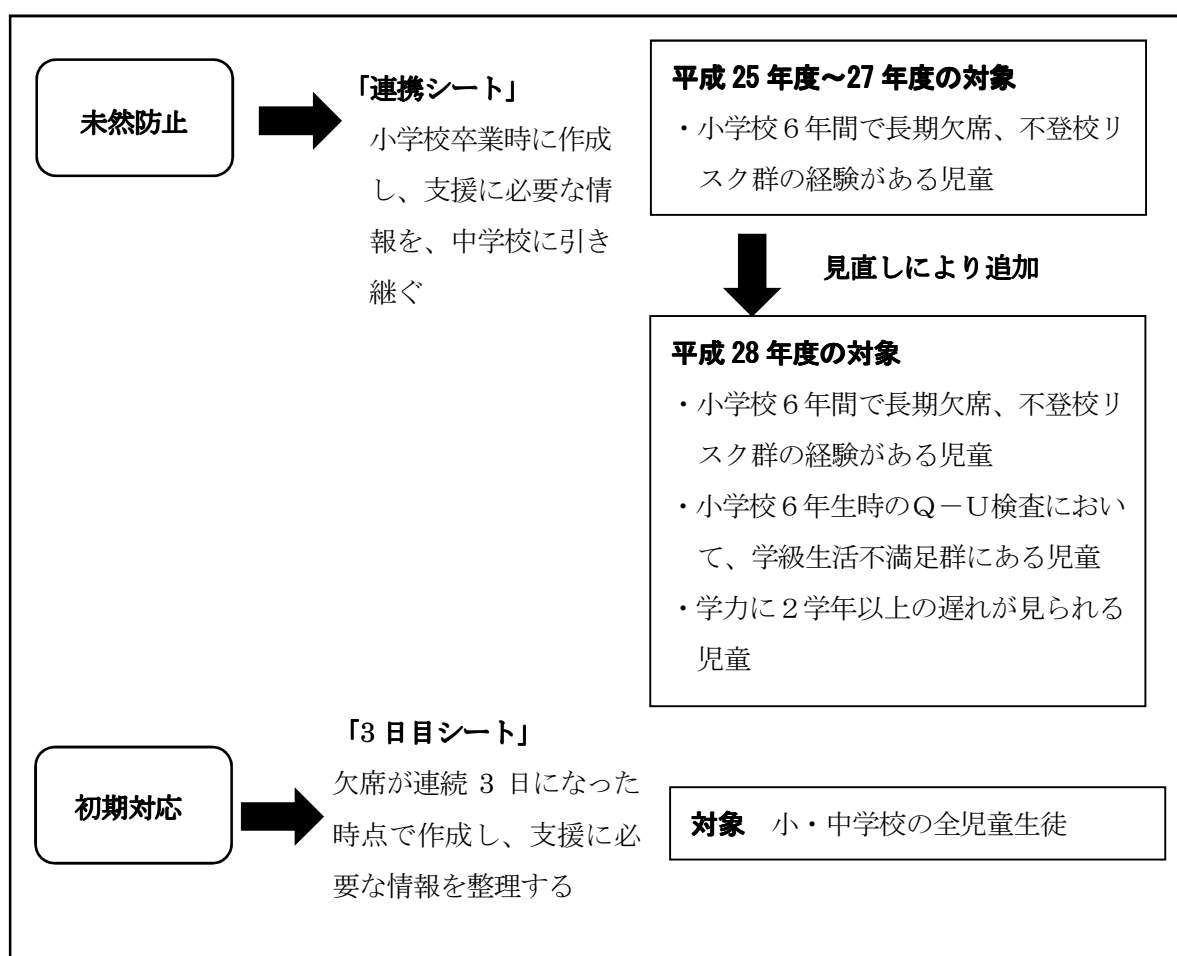 未然防止
「連携シート」
小学校卒業時に作成
し、支援に必要な情
報を、中学校に引き
継ぐ
平成 25 年度～27 年度の対象
・小学校６年間で長期欠席、不登校リ
スク群の経験がある児童
見直しにより追加
平成 28 年度の対象
・小学校６年間で長期欠席、不登校リ
スク群の経験がある児童
・小学校６年生時のＱ－Ｕ検査におい
て、学級生活不満足群にある児童
・学力に２学年以上の遅れが見られる
児童
初期対応
「3 日目シート」
欠席が連続 3 日になった
時点で作成し、支援に必
要な情報を整理する
対象　小・中学校の全児童生徒